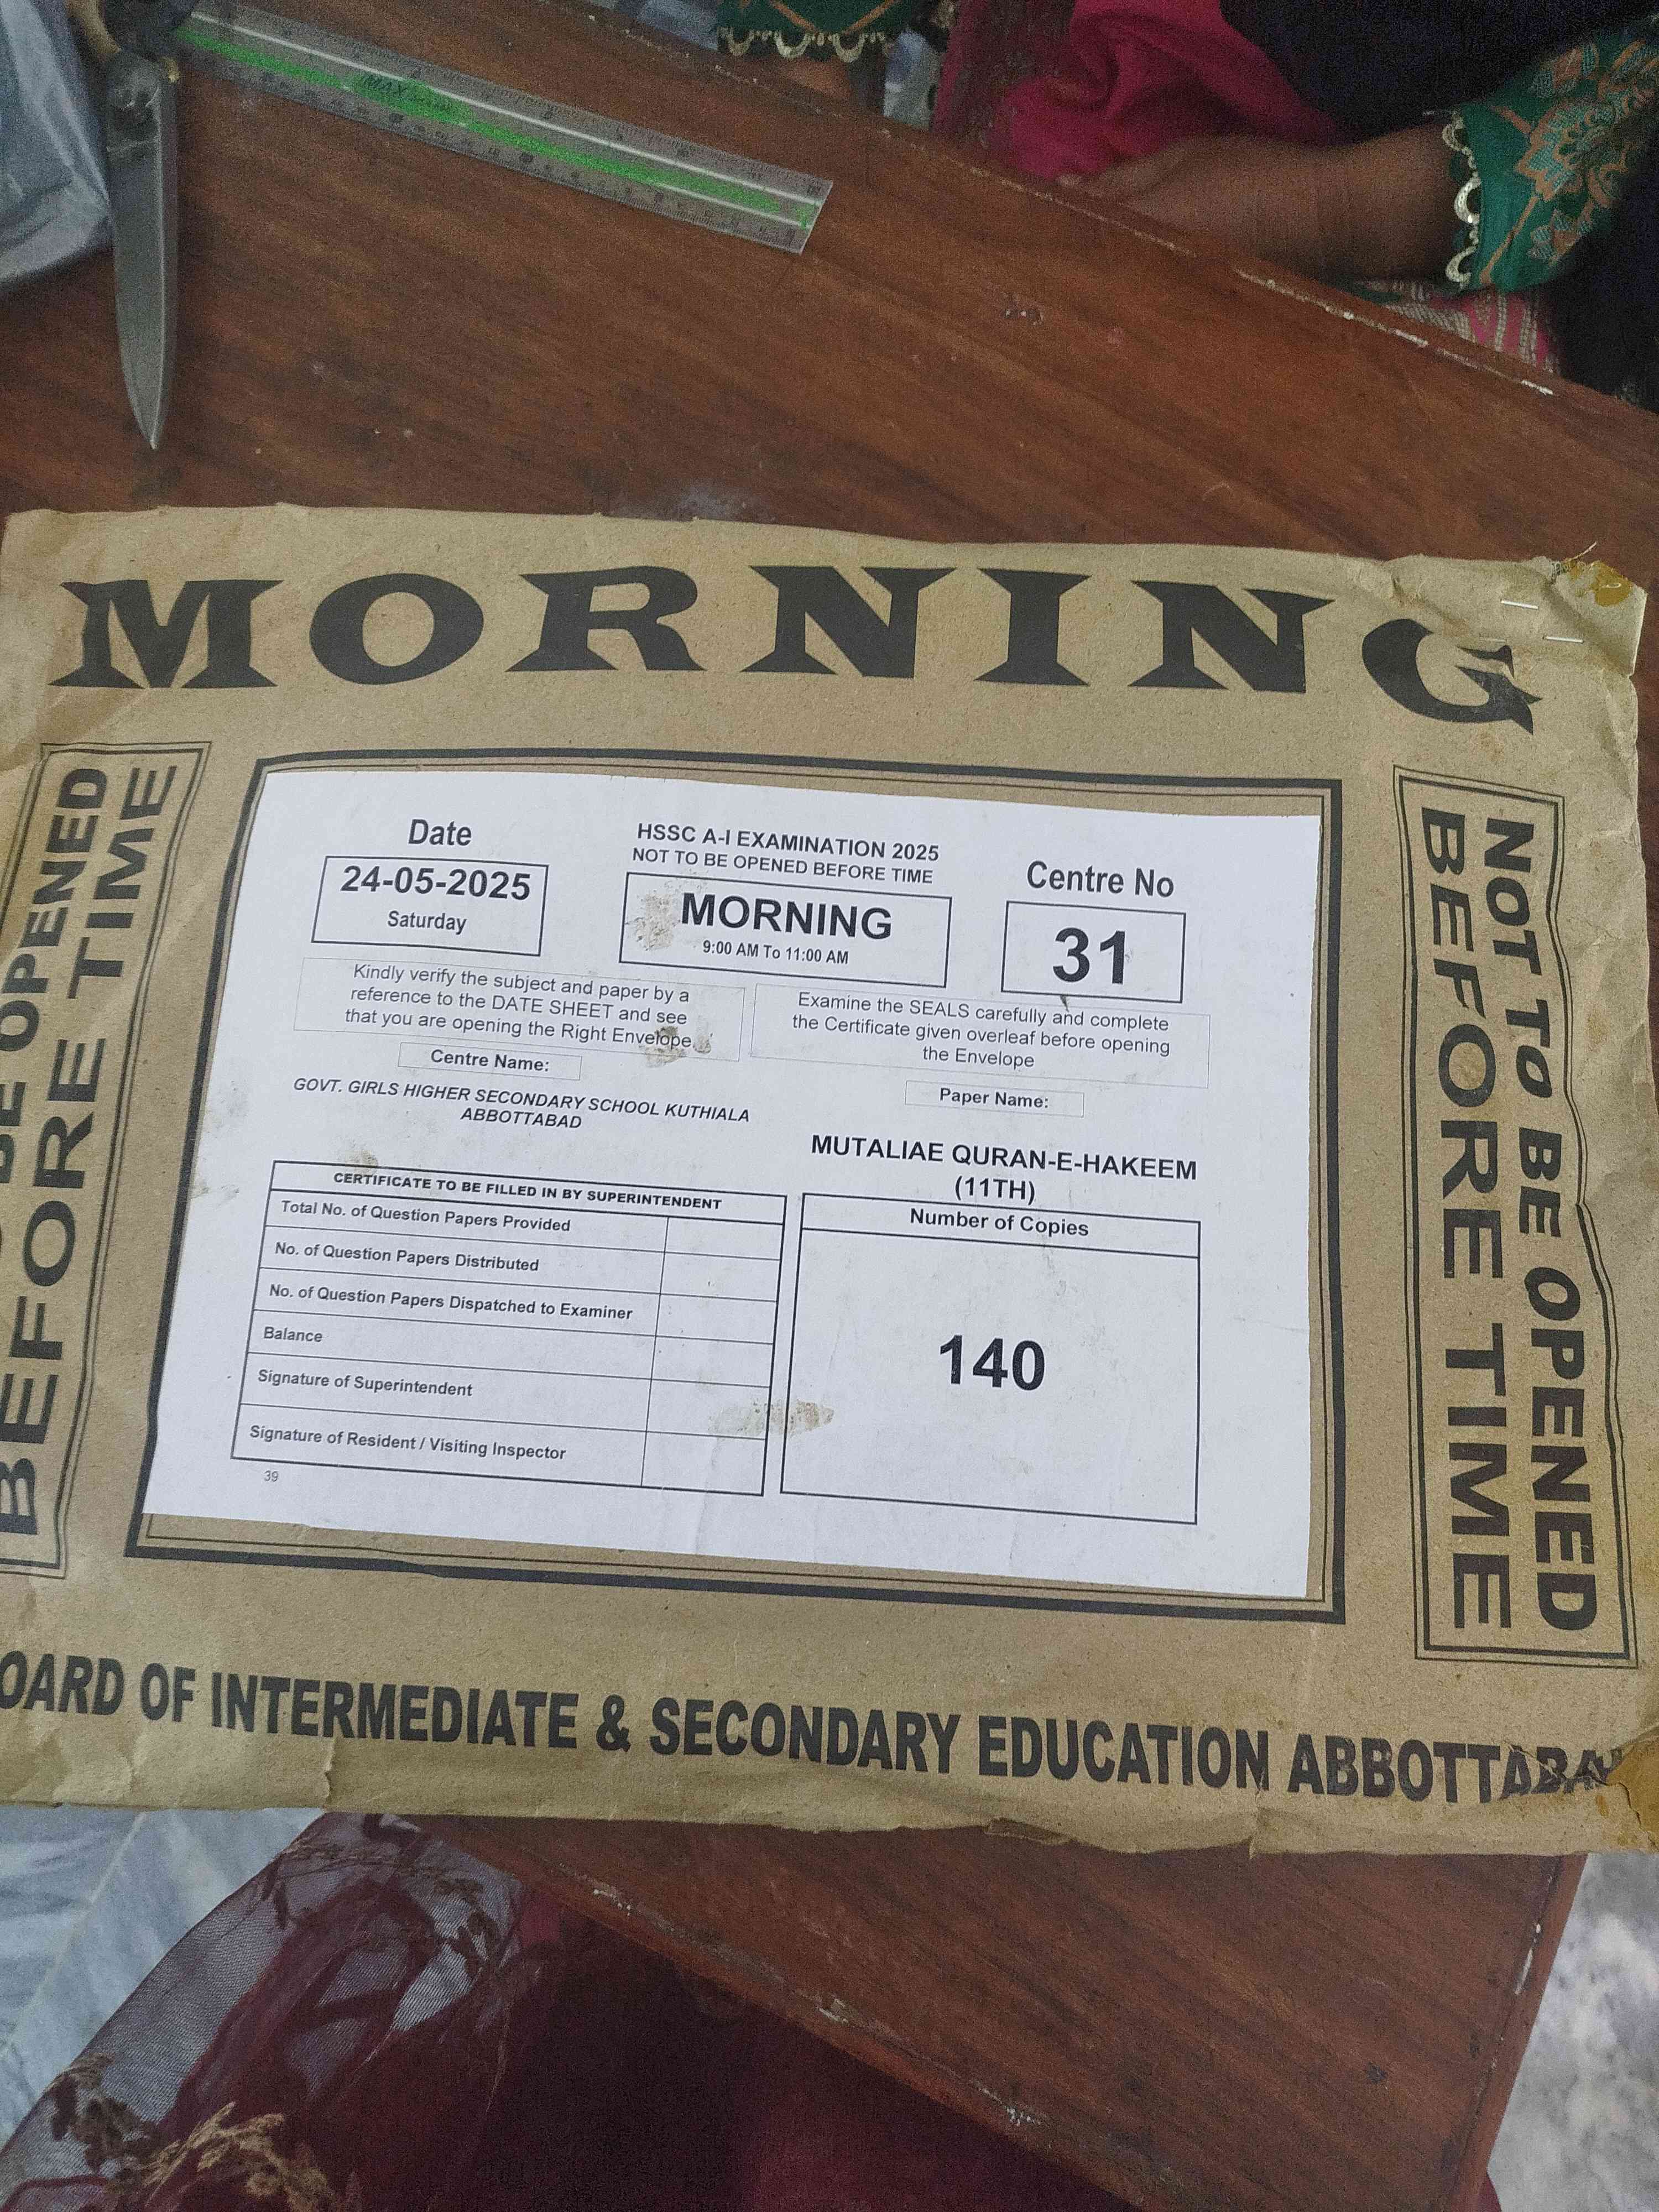 MORNING
BE OPENED
BEFORE TIME
NOT TO BE OPENED
BEFORE TIME
Date
24-05-2025
Saturday
HSSC A-I EXAMINATION 2025
NOT TO BE OPENED BEFORE TIME
MORNING
9:00 AM To 11:00 AM
Centre No
31
Kindly verify the subject and paper by a
reference to the DATE SHEET and see
that you are opening the Right Envelope.
Examine the SEALS carefully and complete
the Certificate given overleaf before opening
the Envelope
Centre Name:
GOVT. GIRLS HIGHER SECONDARY SCHOOL KUTHIALA
ABBOTTABAD
Paper Name:
MUTALIAE QURAN-E-HAKEEM
(11TH)
CERTIFICATE TO BE FILLED IN BY SUPERINTENDENT
Total No. of Question Papers Provided
No. of Question Papers Distributed
No. of Question Papers Dispatched to Examiner
Balance
Signature of Superintendent
Signature of Resident / Visiting Inspector
39
Number of Copies
140
OARD OF INTERMEDIATE & SECONDARY EDUCATION ABBOTTABA